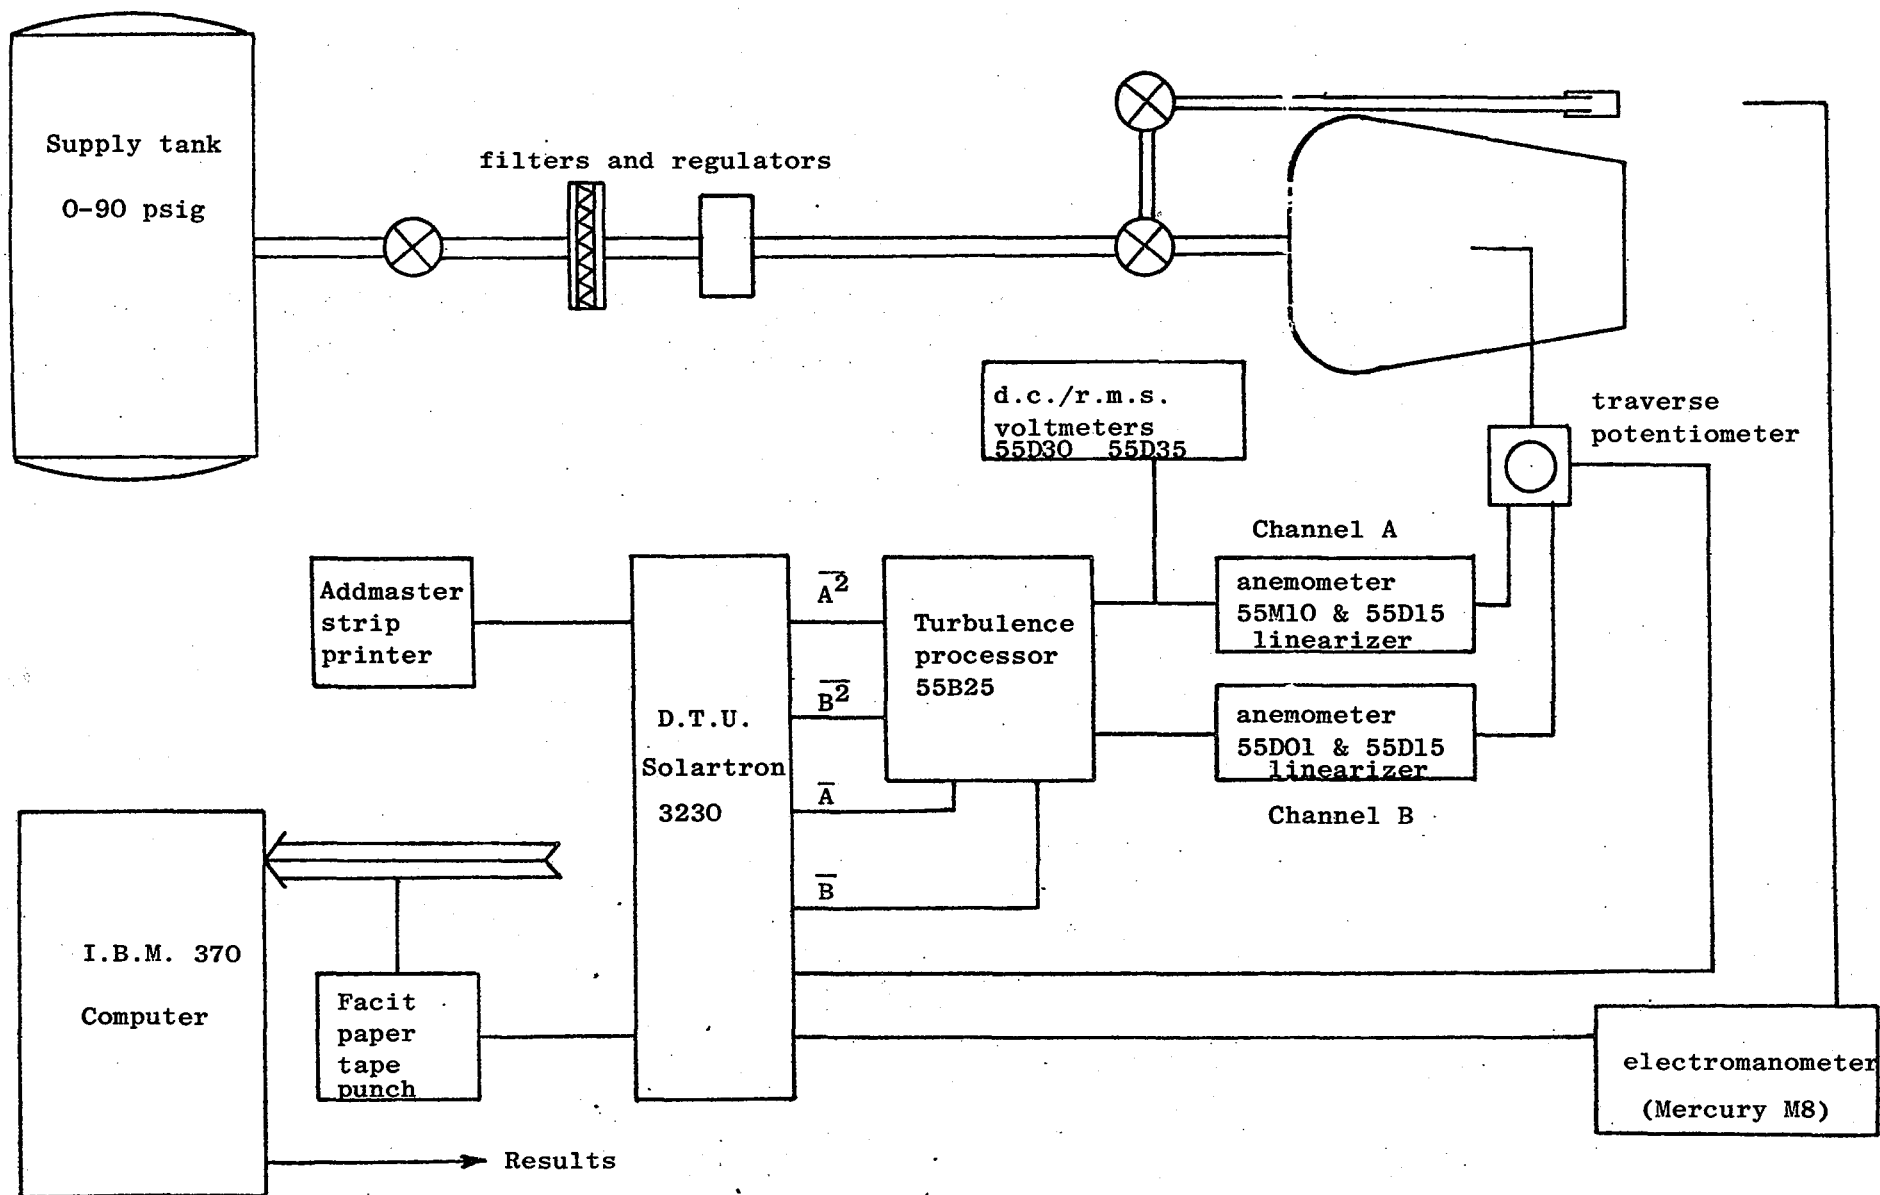 Supply tank
0-90 psig
filters and regulators
d.c./r.m.s.
voltmeters
55D30 55D35
traverse
potentiometer
Channel A
anemometer
55M10 & 55D15
linearizer
Addmaster
strip
printer
A²
B²
A
B
Turbulence
processor
55B25
D.T.U.
Solartron
3230
anemometer
55D01 & 55D15
linearizer
Channel B
I.B.M. 370
Computer
Facit
paper
tape
punch
electromanometer
(Mercury M8)
Results